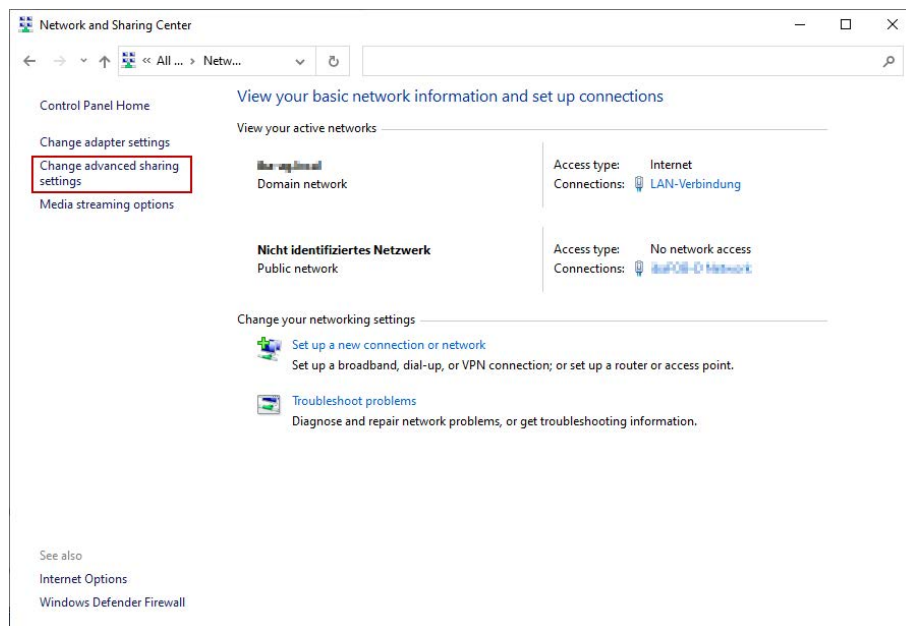 Network and Sharing Center
« All ... › Netw...
Control Panel Home
Change adapter settings
Change advanced sharing
settings
Media streaming options
View your basic network information and set up connections
View your active networks
Domain network
Access type: Internet
Connections: LAN-Verbindung
Nicht identifiziertes Netzwerk
Public network
Access type: No network access
Connections:
Change your networking settings
Set up a new connection or network
Set up a broadband, dial-up, or VPN connection; or set up a router or access point.
Troubleshoot problems
Diagnose and repair network problems, or get troubleshooting information.
See also
Internet Options
Windows Defender Firewall